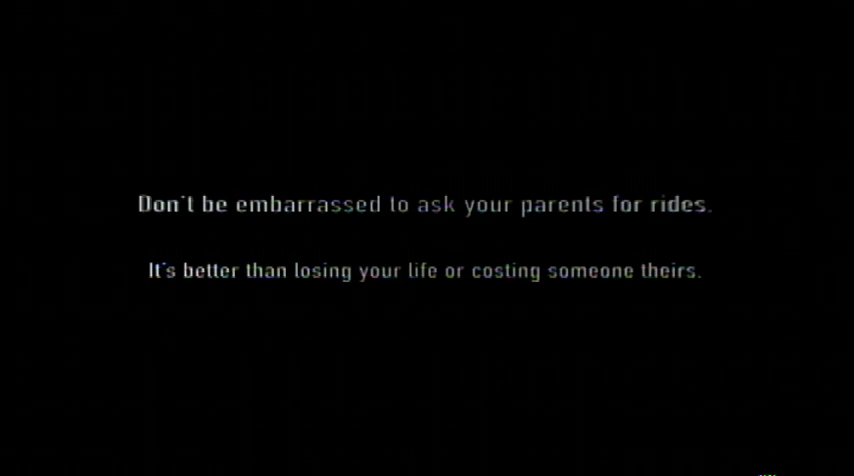 Don't be embarrassed to ask your parents for rides.
It's better than losing your life or costing someone theirs.